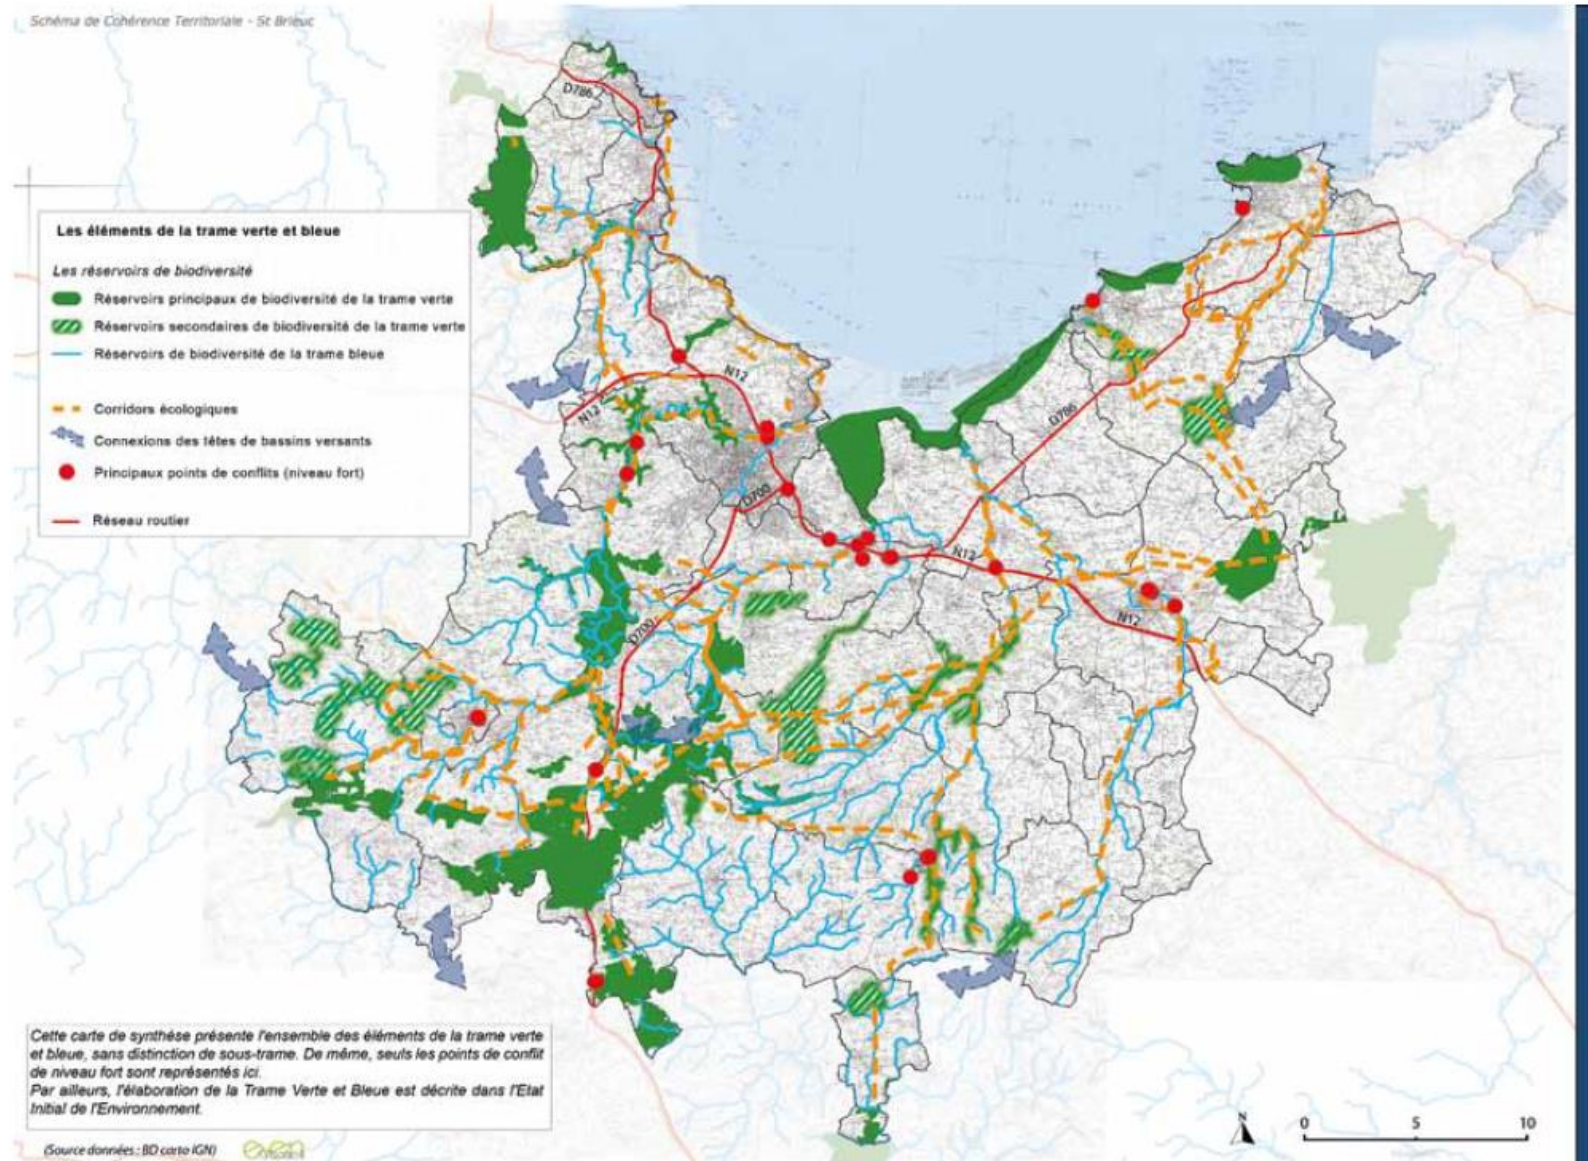 Schéma de Cohérence Territoriale - St Brieuc
D786
Les éléments de la trame verte et bleue
Les réservoirs de biodiversité
Réservoirs principaux de biodiversité de la trame verte
Réservoirs secondaires de biodiversité de la trame verte
Réservoirs de biodiversité de la trame bleue
Corridors écologiques
Connexions des têtes de bassins versants
Principaux points de conflits (niveau fort)
Réseau routier
N12
N12
D786
D700
N12
D700
N12
Cette carte de synthèse présente l'ensemble des éléments de la trame verte
et bleue, sans distinction de sous-trame. De même, seuls les points de conflit
de niveau fort sont représentés ici.
Par ailleurs, l'élaboration de la Trame Verte et Bleue est décrite dans l'Etat
Initial de l'Environnement.
(Source données : BD carto IGN)
even
N
0 5 10